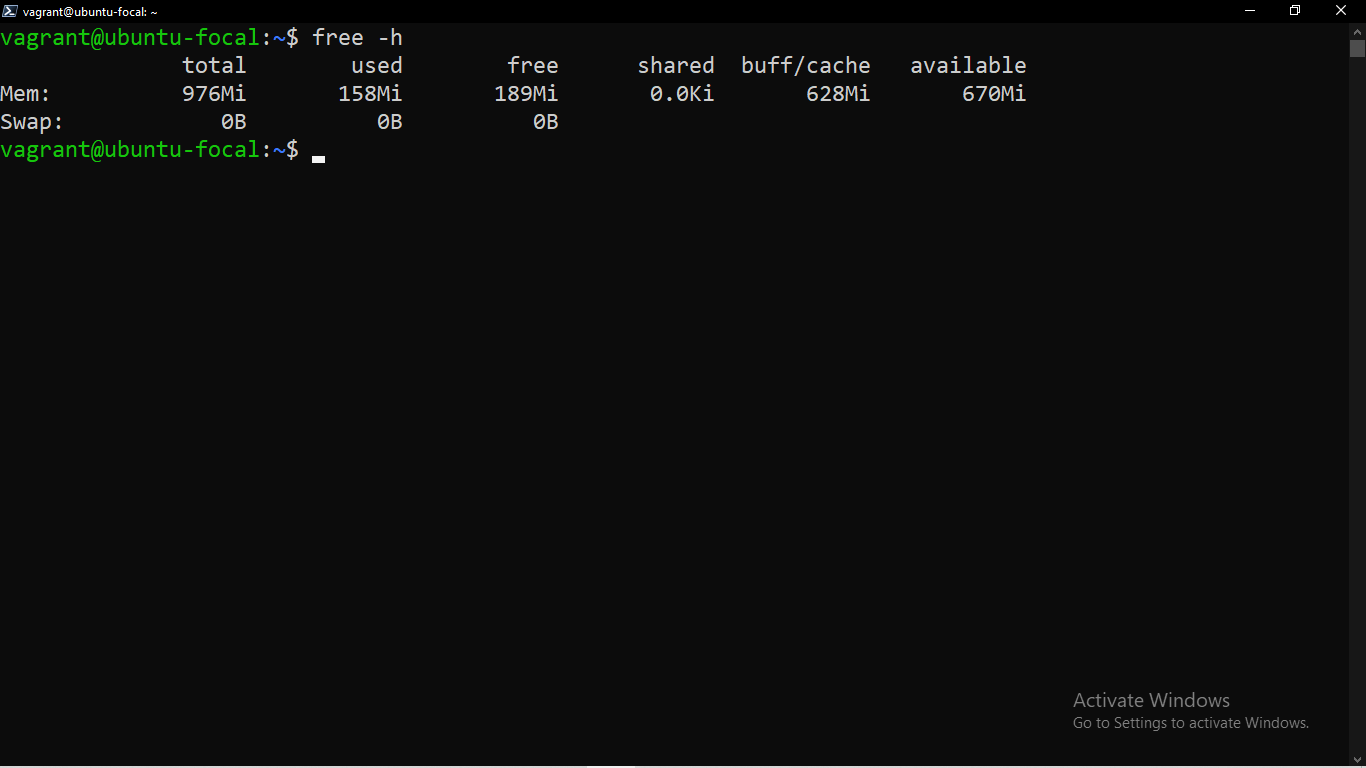 vagrant@ubuntu-focal: ~
vagrant@ubuntu-focal:~$ free -h
              total        used        free      shared  buff/cache   available
Mem:          976Mi       158Mi       189Mi       0.0Ki       628Mi       670Mi
Swap:            0B          0B          0B
vagrant@ubuntu-focal:~$
Activate Windows
Go to Settings to activate Windows.